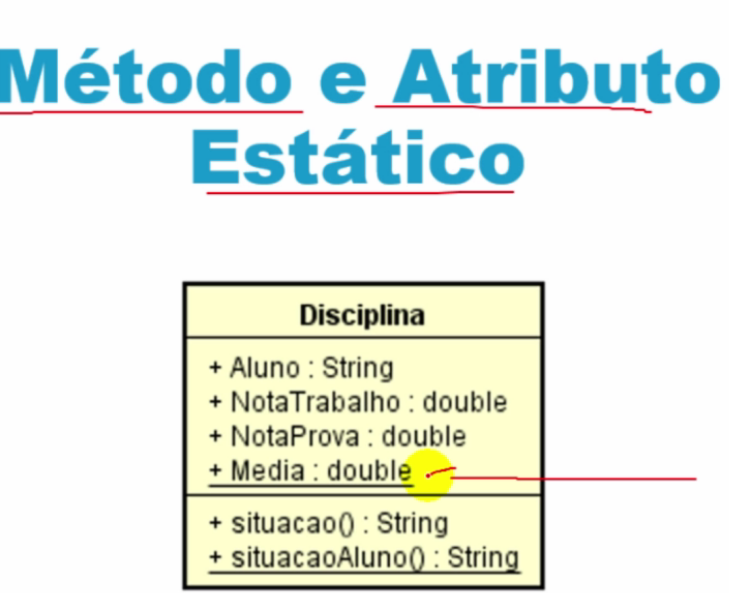 Método e Atributo
Estático
Disciplina
+ Aluno : String
+ NotaTrabalho : double
+ NotaProva : double
+ Media : double
+ situacao() : String
+ situacaoAluno() : String